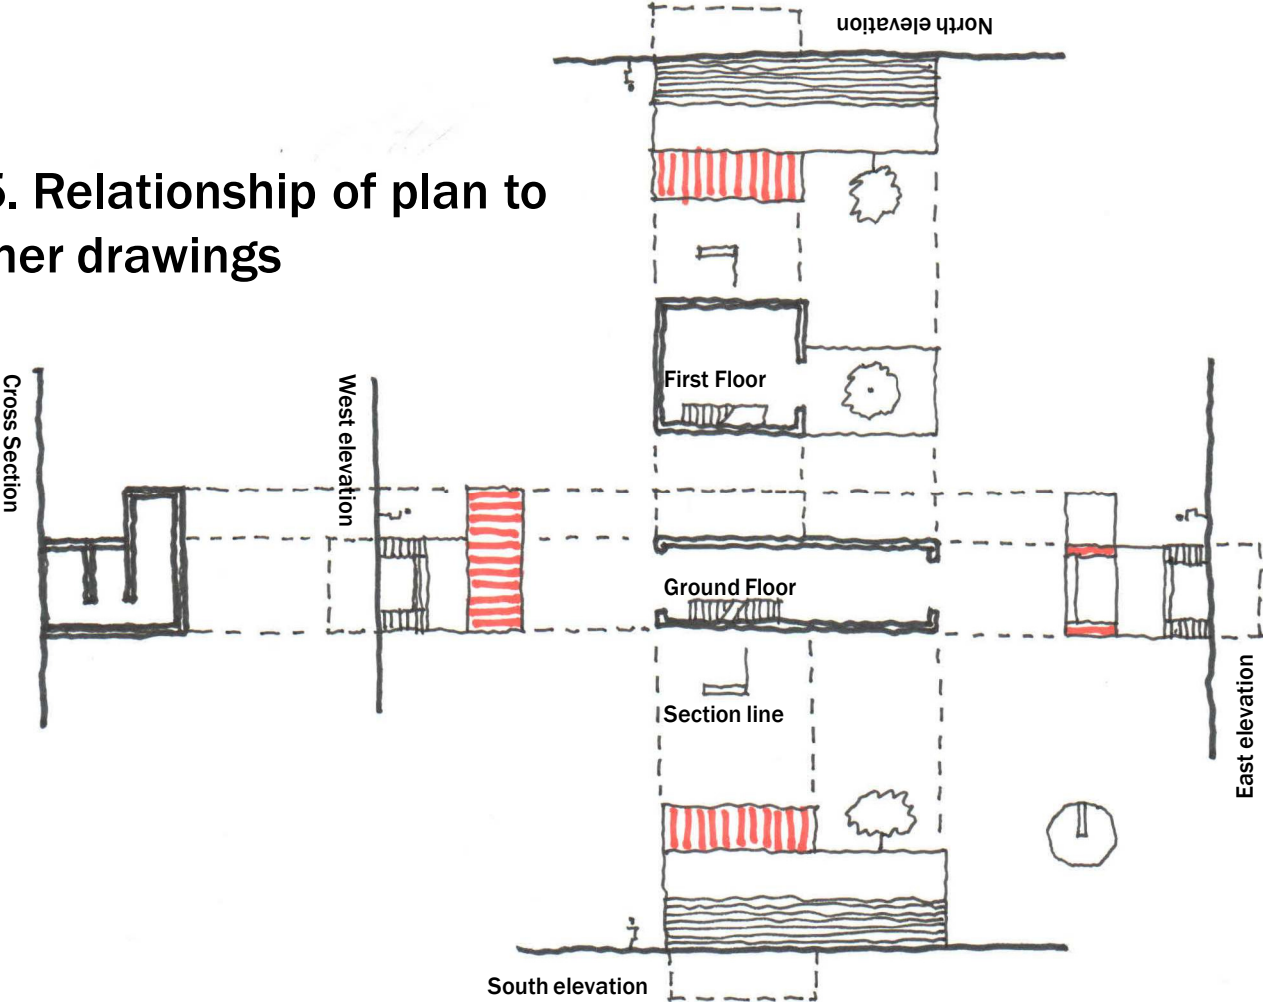 North elevation
5. Relationship of plan to
her drawings
First Floor
Cross Section
West elevation
Ground Floor
Section line
East elevation
South elevation